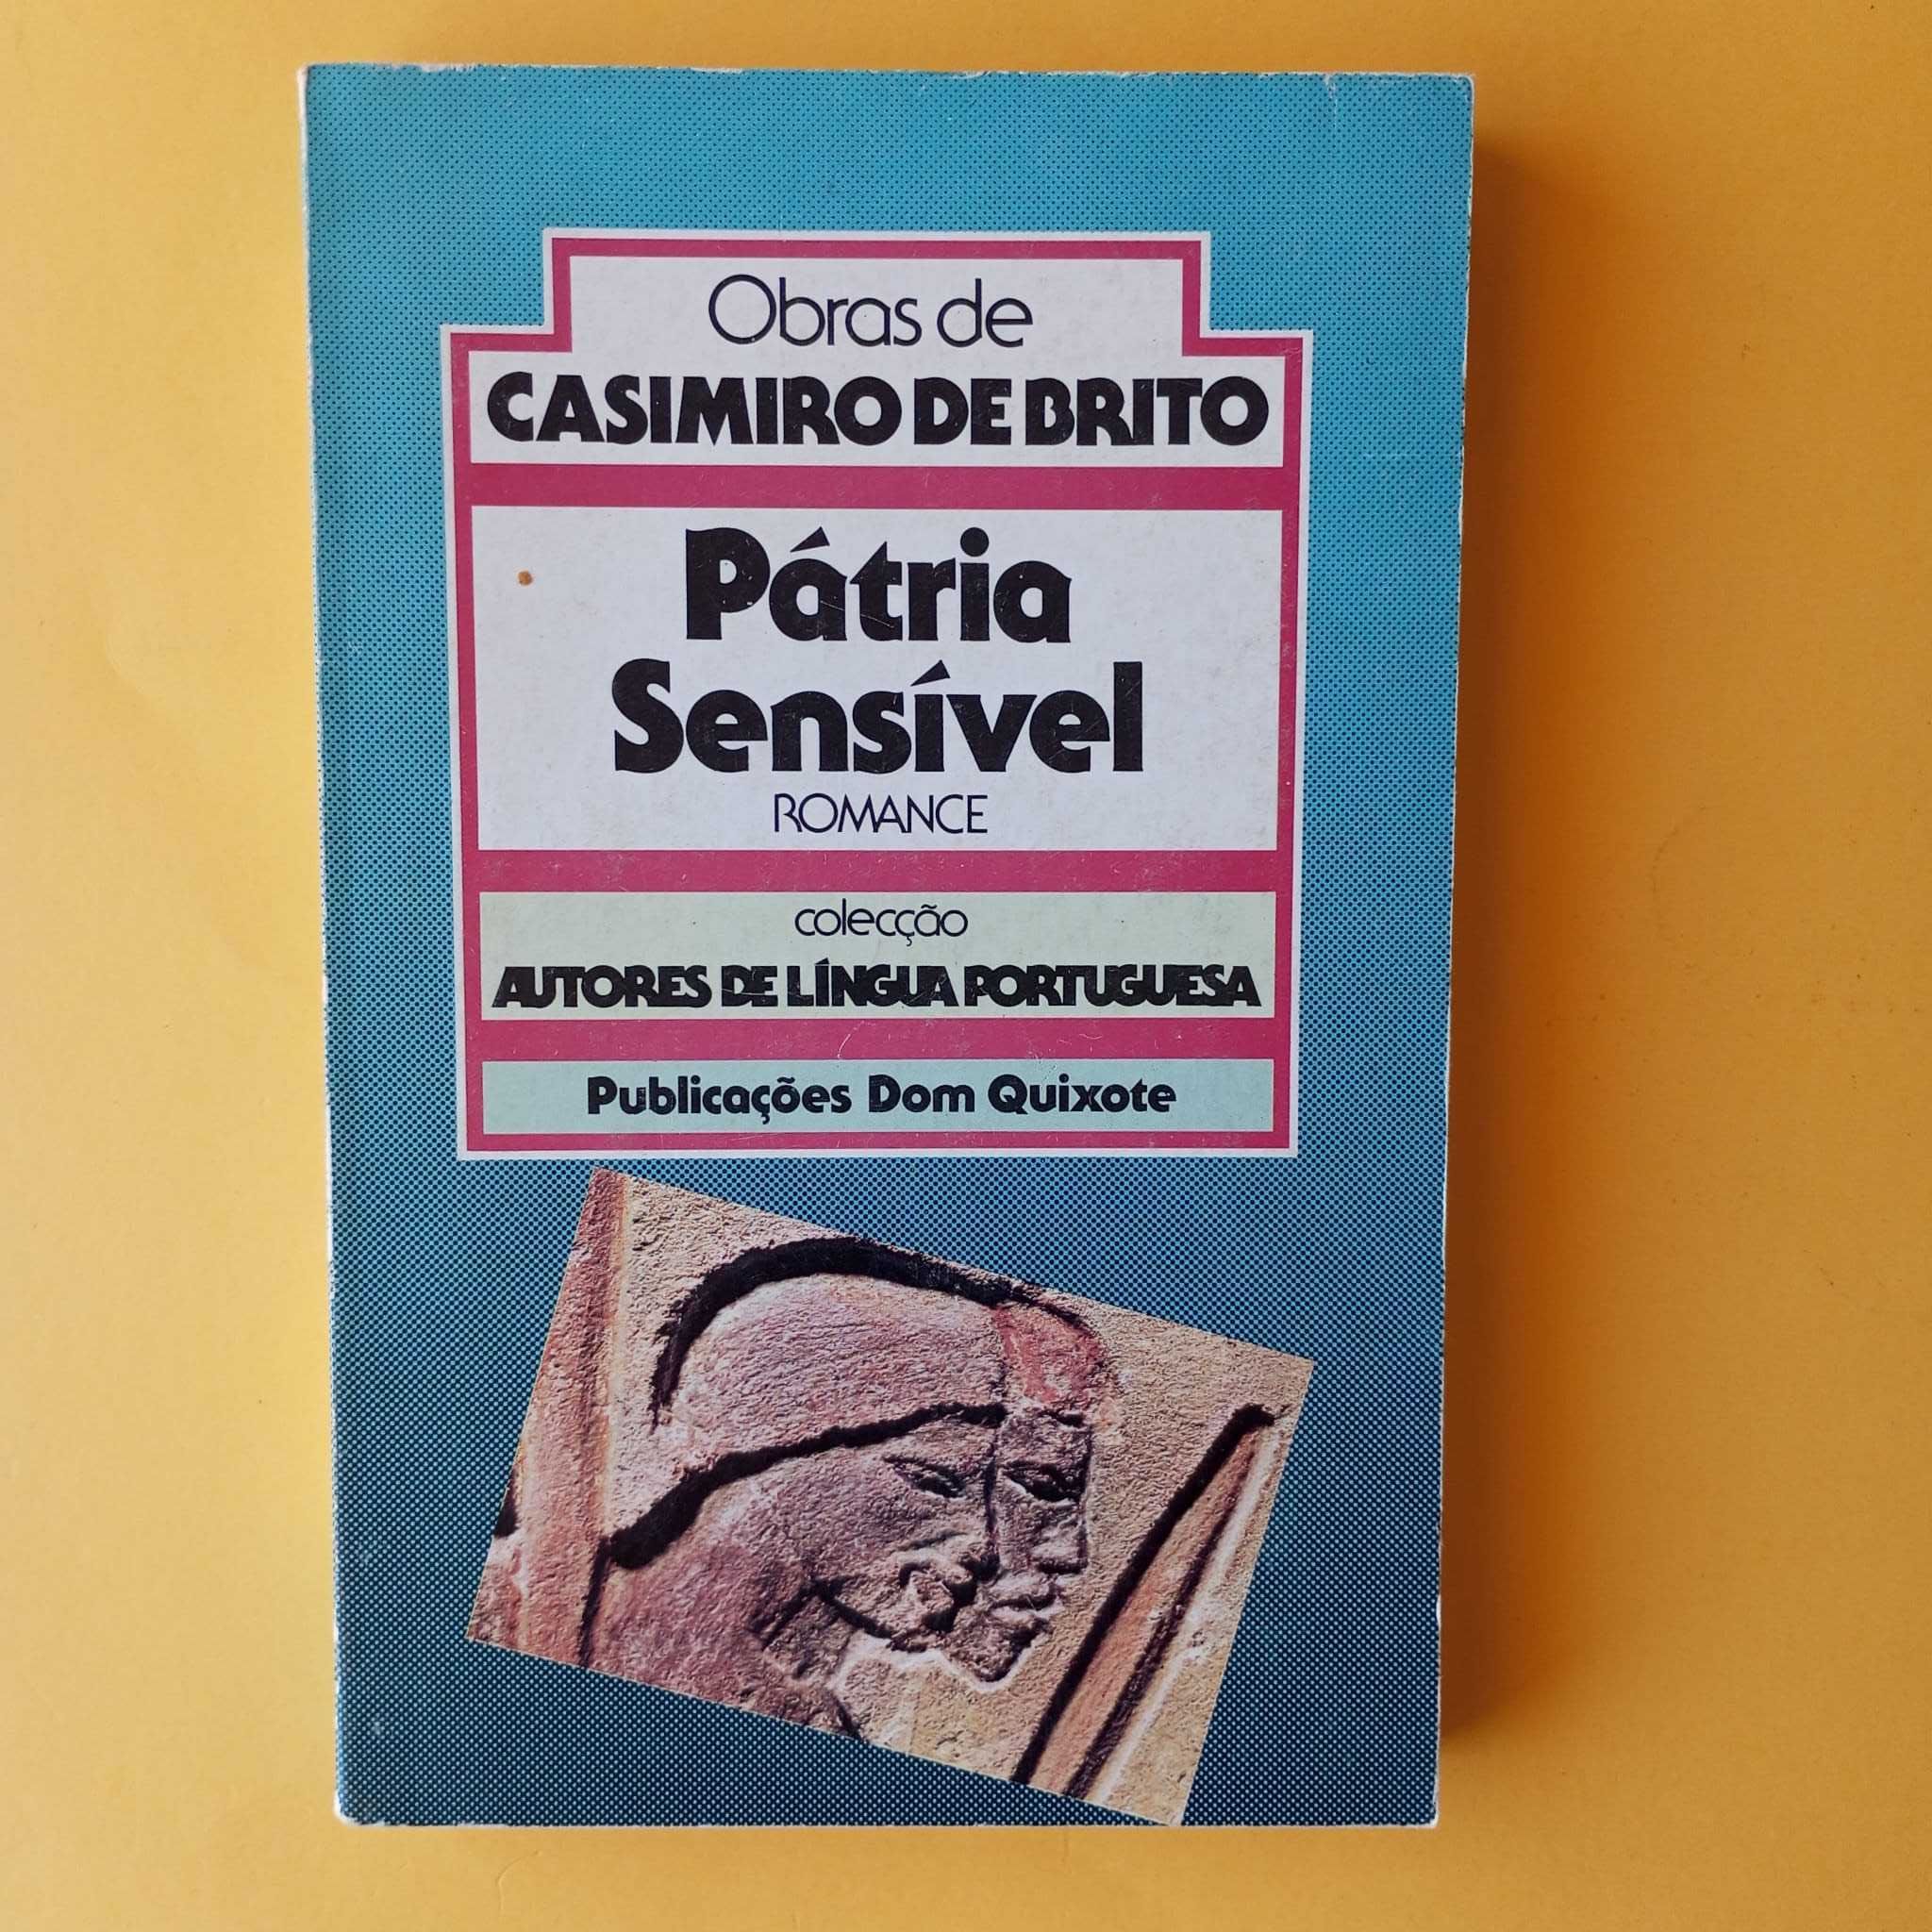 Obras de
CASIMIRO DE BRITO
Pátria
Sensível
ROMANCE
colecção
AUTORES DE LÍNGUA PORTUGUESA
Publicações Dom Quixote